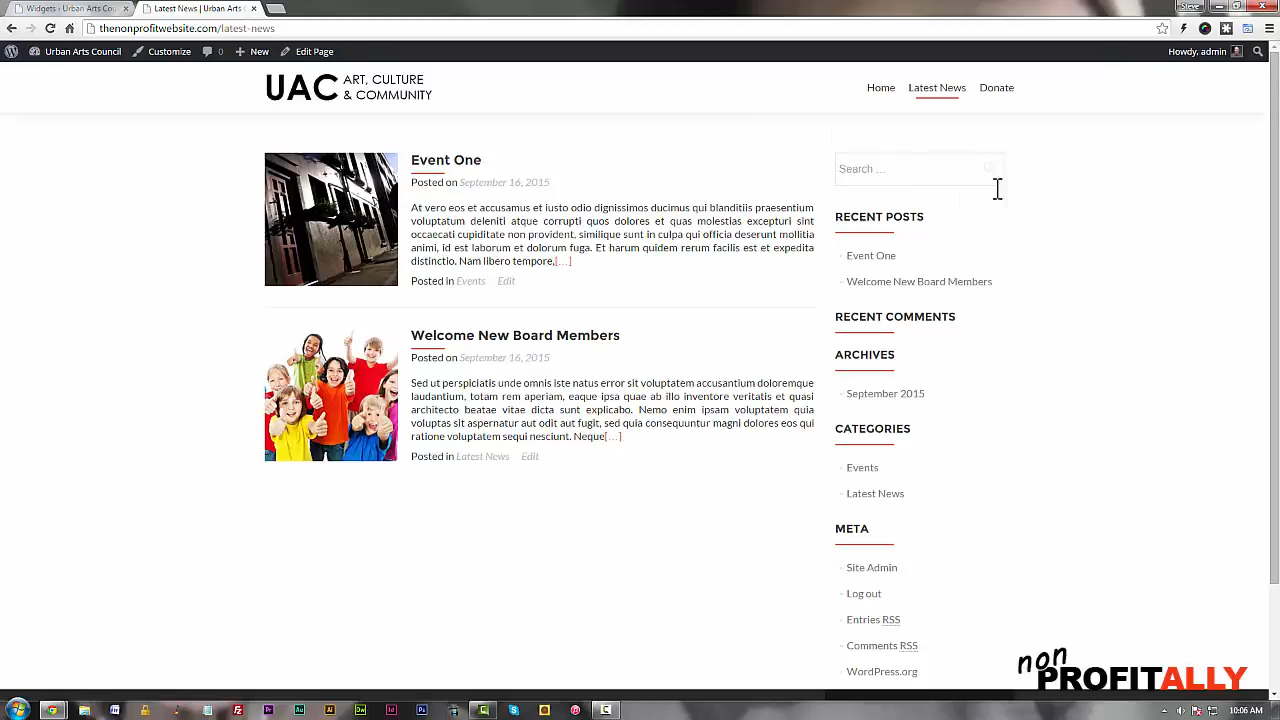 Widgets ‹ Urban Arts Cou
Latest News | Urban Arts C
Steve
thenonprofitwebsite.com/latest-news
Urban Arts Council
Customize
0
New
Edit Page
Howdy, admin
UAC ART, CULTURE
& COMMUNITY
Home
Latest News
Donate
Event One
Posted on September 16, 2015
At vero eos et accusamus et iusto odio dignissimos ducimus qui blanditiis praesentium
voluptatum deleniti atque corrupti quos dolores et quas molestias excepturi sint
occaecati cupiditate non provident, similique sunt in culpa qui officia deserunt mollitia
animi, id est laborum et dolorum fuga. Et harum quidem rerum facilis est et expedita
distinctio. Nam libero tempore,[…]
Posted in Events Edit
Welcome New Board Members
Posted on September 16, 2015
Sed ut perspiciatis unde omnis iste natus error sit voluptatem accusantium doloremque
laudantium, totam rem aperiam, eaque ipsa quae ab illo inventore veritatis et quasi
architecto beatae vitae dicta sunt explicabo. Nemo enim ipsam voluptatem quia
voluptas sit aspernatur aut odit aut fugit, sed quia consequuntur magni dolores eos qui
ratione voluptatem sequi nesciunt. Neque[…]
Posted in Latest News Edit
Search …
RECENT POSTS
Event One
Welcome New Board Members
RECENT COMMENTS
ARCHIVES
September 2015
CATEGORIES
Events
Latest News
META
Site Admin
Log out
Entries RSS
Comments RSS
WordPress.org
non
PROFITALLY
10:06 AM